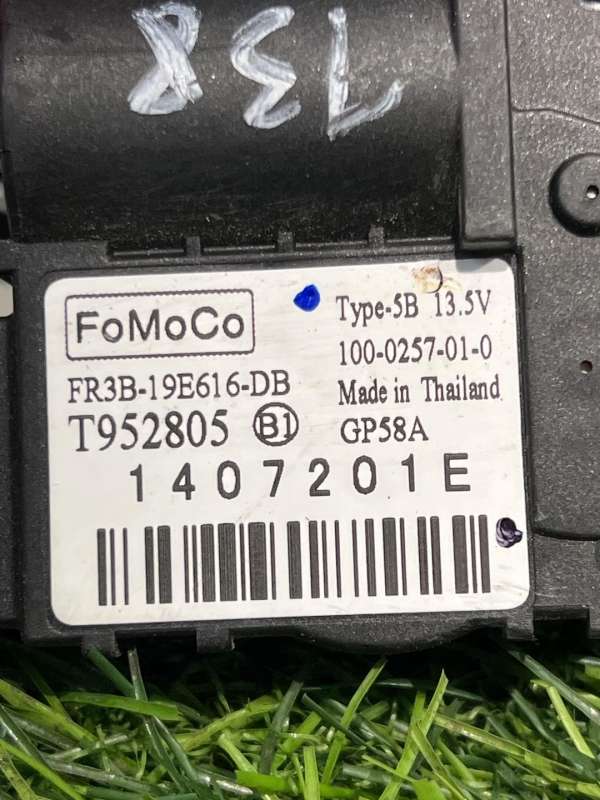 738
FoMoCo
Type-5B 13.5V
100-0257-01-0
FR3B-19E616-DB
Made in Thailand
T952805 B1
GP58A
1407201E